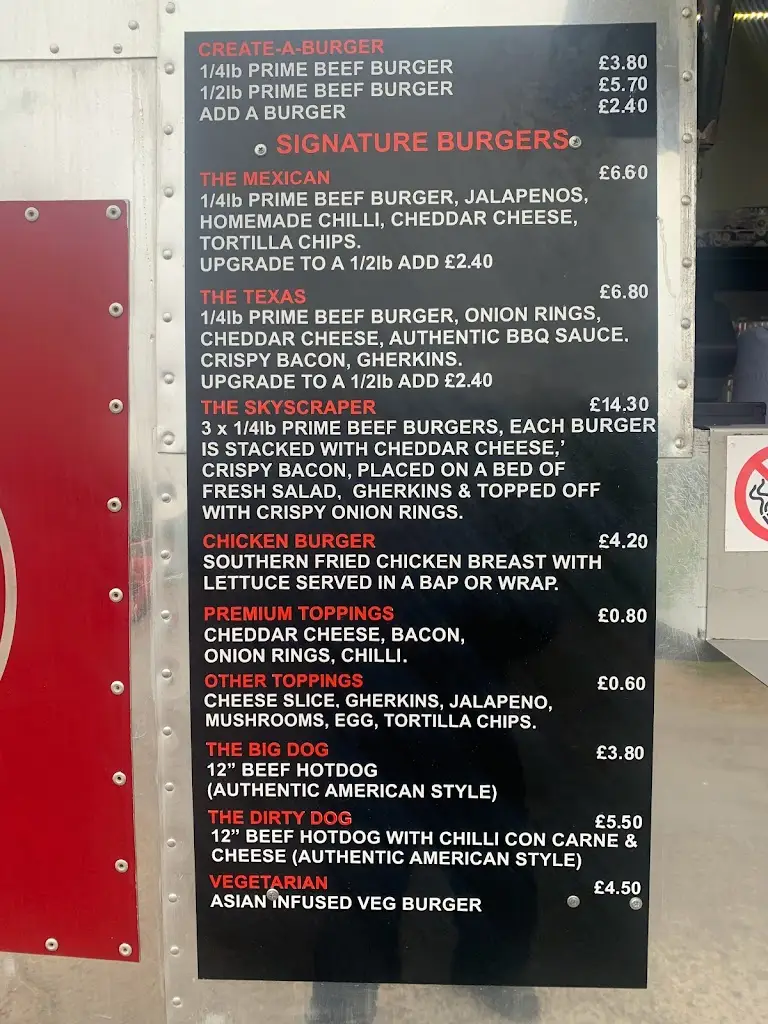 CREATE-A-BURGER
1/4lb PRIME BEEF BURGER £3.80
1/2lb PRIME BEEF BURGER £5.70
ADD A BURGER £2.40
SIGNATURE BURGERS
THE MEXICAN £6.60
1/4lb PRIME BEEF BURGER, JALAPENOS,
HOMEMADE CHILLI, CHEDDAR CHEESE,
TORTILLA CHIPS.
UPGRADE TO A 1/2lb ADD £2.40
THE TEXAS £6.80
1/4lb PRIME BEEF BURGER, ONION RINGS,
CHEDDAR CHEESE, AUTHENTIC BBQ SAUCE.
CRISPY BACON, GHERKINS.
UPGRADE TO A 1/2lb ADD £2.40
THE SKYSCRAPER £14.30
3 x 1/4lb PRIME BEEF BURGERS, EACH BURGER
IS STACKED WITH CHEDDAR CHEESE,’
CRISPY BACON, PLACED ON A BED OF
FRESH SALAD, GHERKINS & TOPPED OFF
WITH CRISPY ONION RINGS.
CHICKEN BURGER £4.20
SOUTHERN FRIED CHICKEN BREAST WITH
LETTUCE SERVED IN A BAP OR WRAP.
PREMIUM TOPPINGS £0.80
CHEDDAR CHEESE, BACON,
ONION RINGS, CHILLI.
OTHER TOPPINGS £0.60
CHEESE SLICE. GHERKINS, JALAPENO,
MUSHROOMS, EGG, TORTILLA CHIPS.
THE BIG DOG £3.80
12” BEEF HOTDOG
(AUTHENTIC AMERICAN STYLE)
THE DIRTY DOG £5.50
12” BEEF HOTDOG WITH CHILLI CON CARNE &
CHEESE (AUTHENTIC AMERICAN STYLE)
VEGETARIAN £4.50
ASIAN INFUSED VEG BURGER